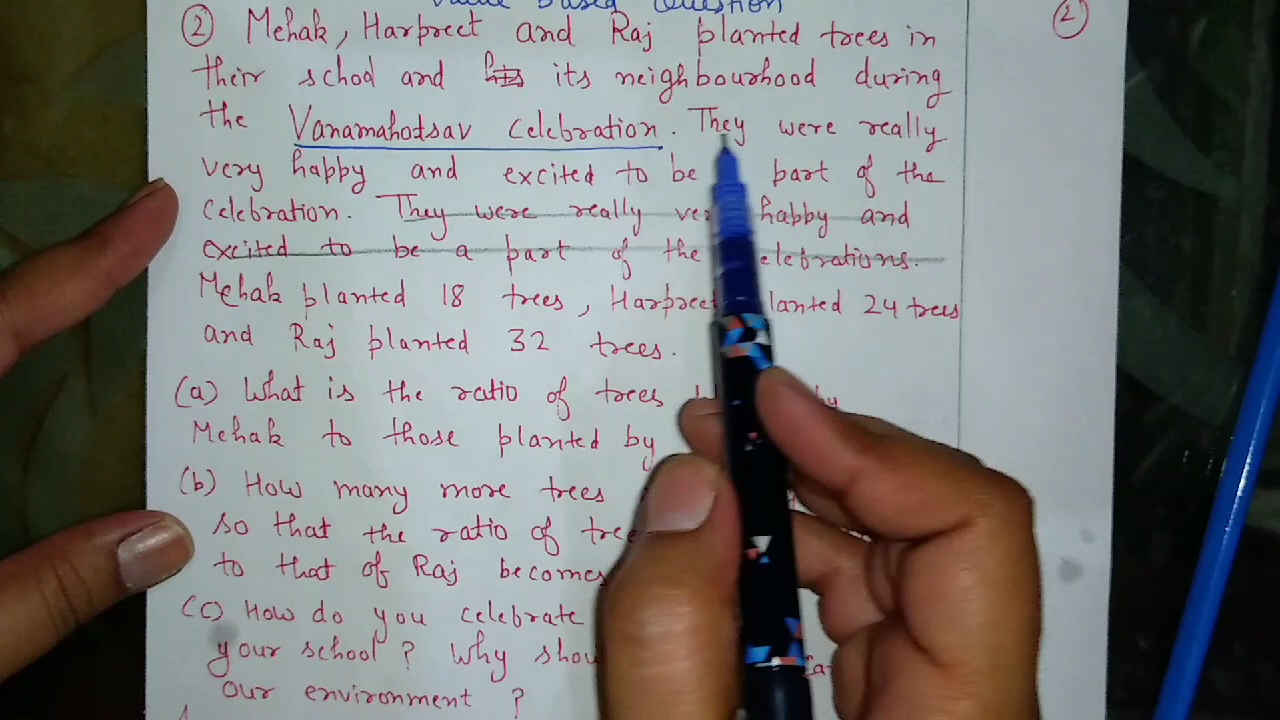 Value Based Question
② Mehak, Harpreet and Raj planted trees in
②
their school and its neighbourhood during
the Vanamahotsav Celebration. They were really
very happy and excited to be part of the
Celebration. They were really very happy and
excited to be a part of the celebrations.
Mehak planted 18 trees, Harpreet planted 24 trees
and Raj planted 32 trees.
(a) What is the ratio of trees by
Mehak to those planted by
(b) How many more trees
so that the ratio of
to that of Raj becomes
(c) How do you celebrate
your school? Why
our environment?